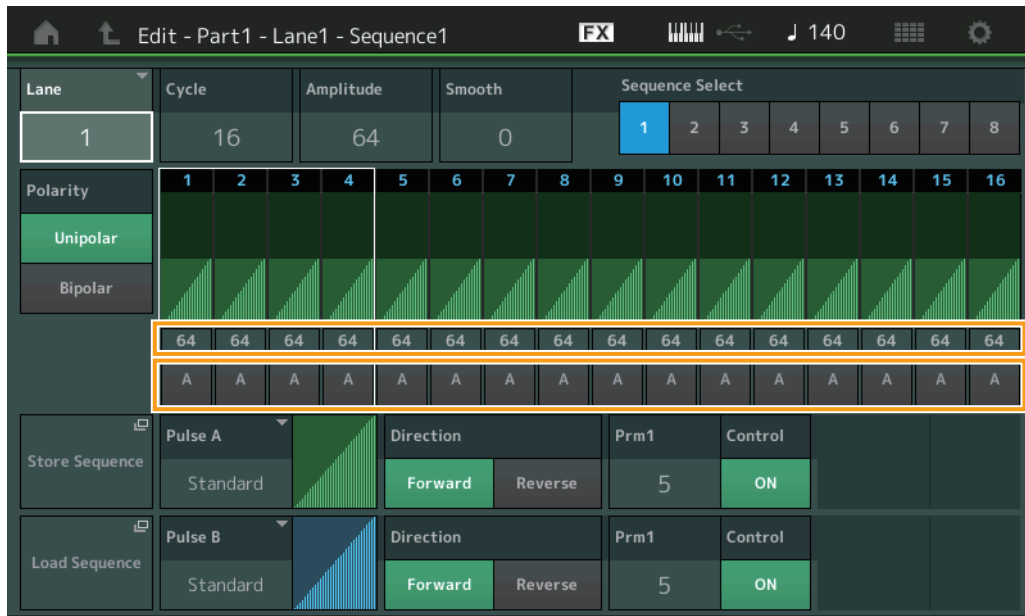 Edit - Part1 - Lane1 - Sequence1 FX 140
Lane Cycle Amplitude Smooth Sequence Select
1 16 64 0 1 2 3 4 5 6 7 8
Polarity 1 2 3 4 5 6 7 8 9 10 11 12 13 14 15 16
Unipolar
Bipolar
64 64 64 64 64 64 64 64 64 64 64 64 64 64 64 64
A A A A A A A A A A A A A A A A
Pulse A Direction Prm1 Control
Store Sequence
Standard Forward Reverse 5 ON
Pulse B Direction Prm1 Control
Load Sequence
Standard Forward Reverse 5 ON